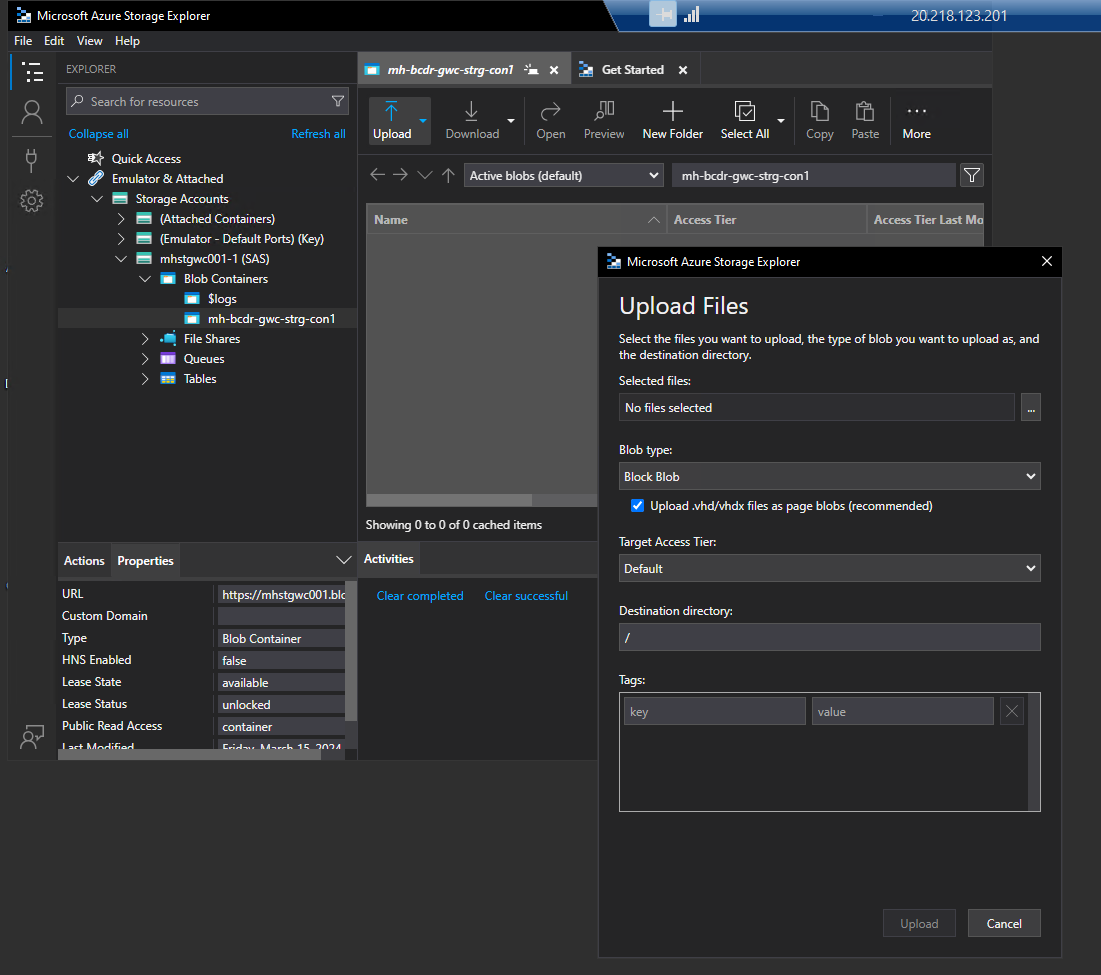 Microsoft Azure Storage Explorer
20.218.123.201
File Edit View Help
EXPLORER
Search for resources
Collapse all Refresh all
Quick Access
Emulator & Attached
Storage Accounts
(Attached Containers)
(Emulator - Default Ports) (Key)
mhstgwc001-1 (SAS)
Blob Containers
$logs
mh-bcdr-gwc-strg-con1
File Shares
Queues
Tables
Actions Properties
URL https://mhstgwc001.blo
Custom Domain
Type Blob Container
HNS Enabled false
Lease State available
Lease Status unlocked
Public Read Access container
Last Modified Friday, March 15, 2024
mh-bcdr-gwc-strg-con1 Get Started
Upload Download Open Preview New Folder Select All Copy Paste More
Active blobs (default) mh-bcdr-gwc-strg-con1
Name Access Tier Access Tier Last Mo
Showing 0 to 0 of 0 cached items
Activities
Clear completed Clear successful
Microsoft Azure Storage Explorer
Upload Files
Select the files you want to upload, the type of blob you want to upload as, and
the destination directory.
Selected files:
No files selected ...
Blob type:
Block Blob
Upload .vhd/vhdx files as page blobs (recommended)
Target Access Tier:
Default
Destination directory:
/
Tags:
key value
Upload Cancel